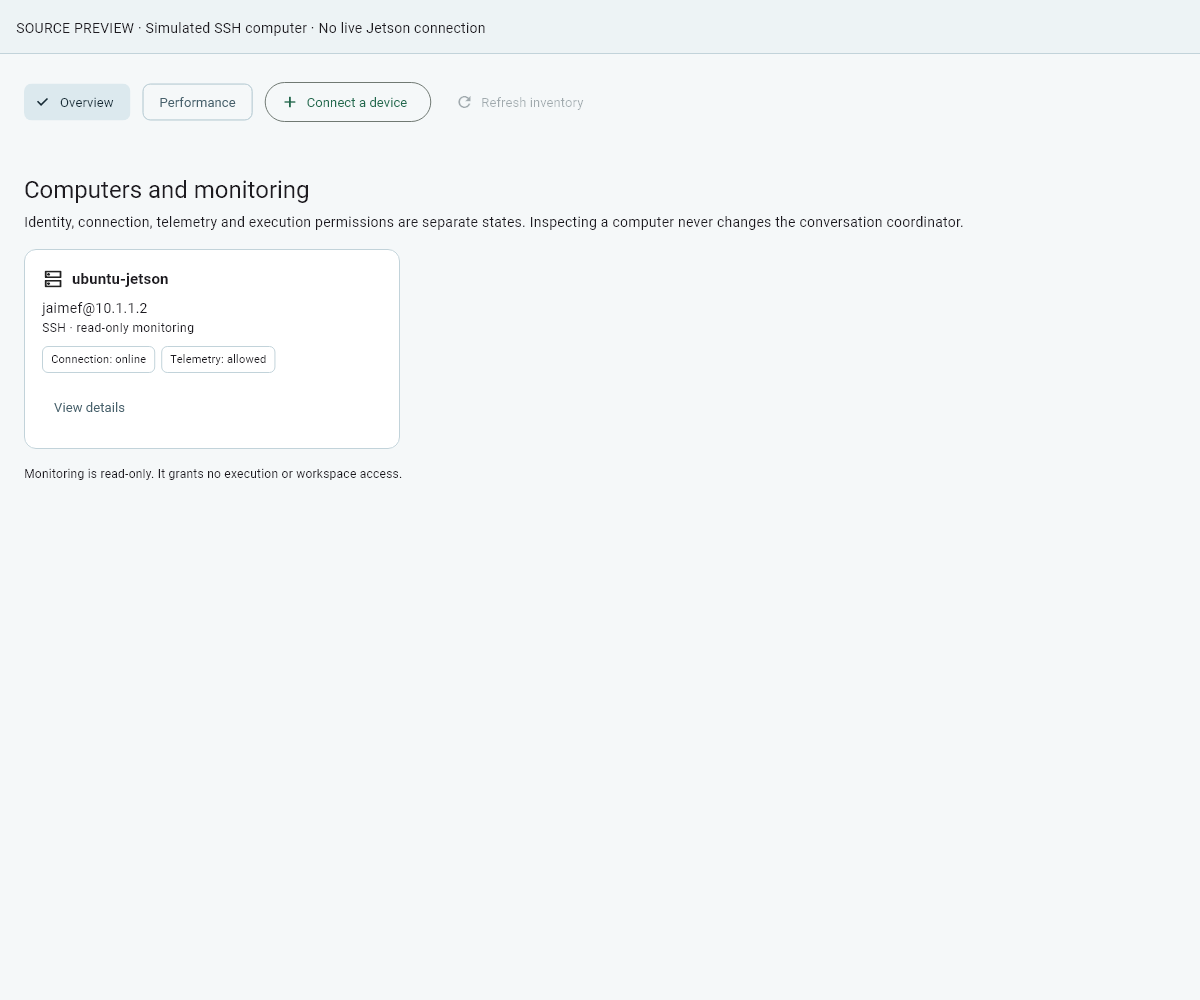 SOURCE PREVIEW · Simulated SSH computer · No live Jetson connection
Overview
Performance
Connect a device
Refresh inventory
Computers and monitoring
Identity, connection, telemetry and execution permissions are separate states. Inspecting a computer never changes the conversation coordinator.
ubuntu-jetson
jaimef@10.1.1.2
SSH · read-only monitoring
Connection: online
Telemetry: allowed
View details
Monitoring is read-only. It grants no execution or workspace access.